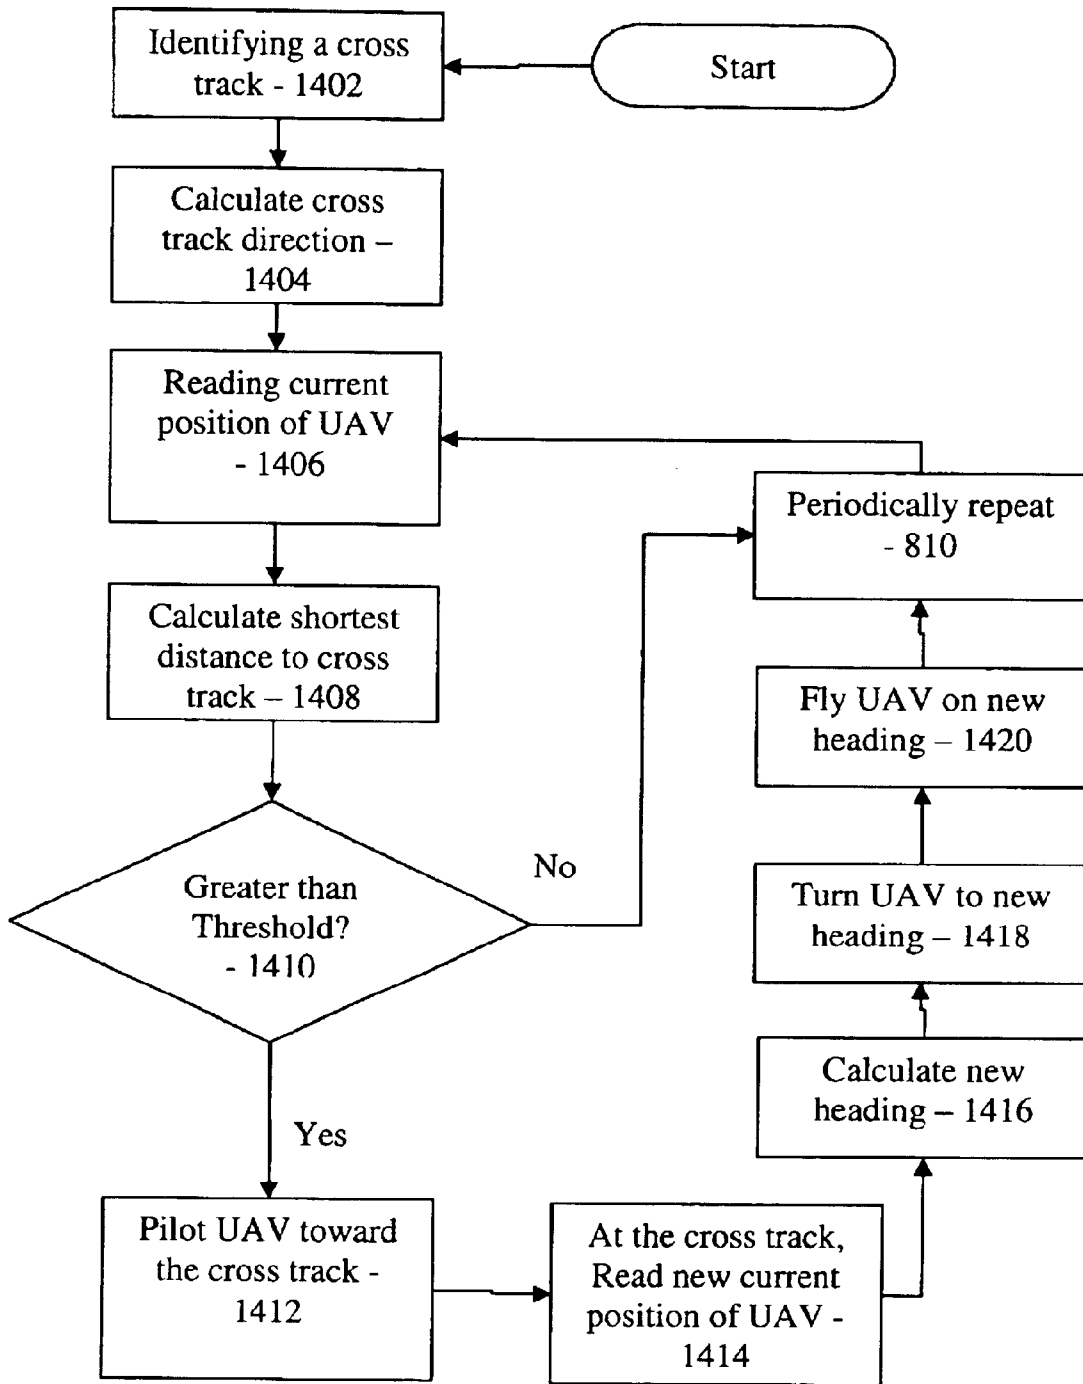 Start
Identifying a cross
track - 1402
Calculate cross
track direction –
1404
Reading current
position of UAV
- 1406
Calculate shortest
distance to cross
track – 1408
Greater than
Threshold?
- 1410
No
Yes
Pilot UAV toward
the cross track -
1412
At the cross track,
Read new current
position of UAV -
1414
Calculate new
heading – 1416
Turn UAV to new
heading – 1418
Fly UAV on new
heading – 1420
Periodically repeat
- 810